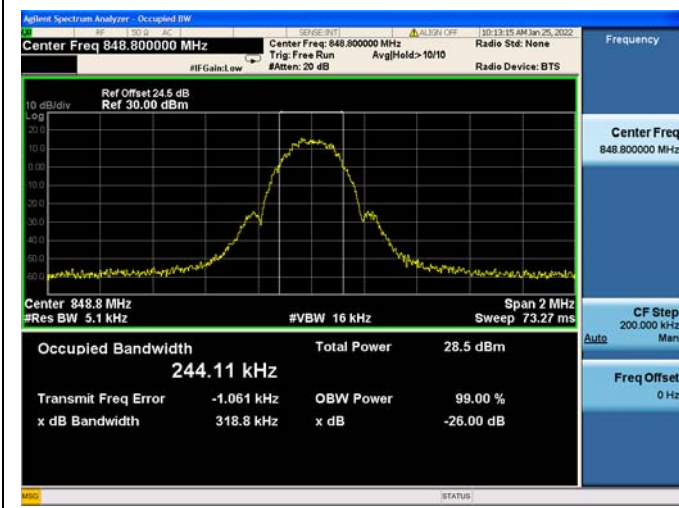 Agilent Spectrum Analyzer - Occupied BW
RF 50 Ω AC SENSE:INT ALIGN OFF 10:13:15 AM Jan 25, 2022
Center Freq 848.800000 MHz Center Freq: 848.800000 MHz Radio Std: None
Trig: Free Run Avg|Hold:> 10/10
#IFGain:Low #Atten: 20 dB Radio Device: BTS
Ref Offset 24.5 dB
10 dB/div Ref 30.00 dBm
Log
20.0
10.0
0.00
-10.0
-20.0
-30.0
-40.0
-50.0
-60.0
Center 848.8 MHz Span 2 MHz
#Res BW 5.1 kHz #VBW 16 kHz Sweep 73.27 ms
Occupied Bandwidth Total Power 28.5 dBm
244.11 kHz
Transmit Freq Error -1.061 kHz OBW Power 99.00 %
x dB Bandwidth 318.8 kHz x dB -26.00 dB
MSG STATUS
Frequency
Center Freq
848.800000 MHz
CF Step
200.000 kHz
Auto Man
Freq Offset
0 Hz